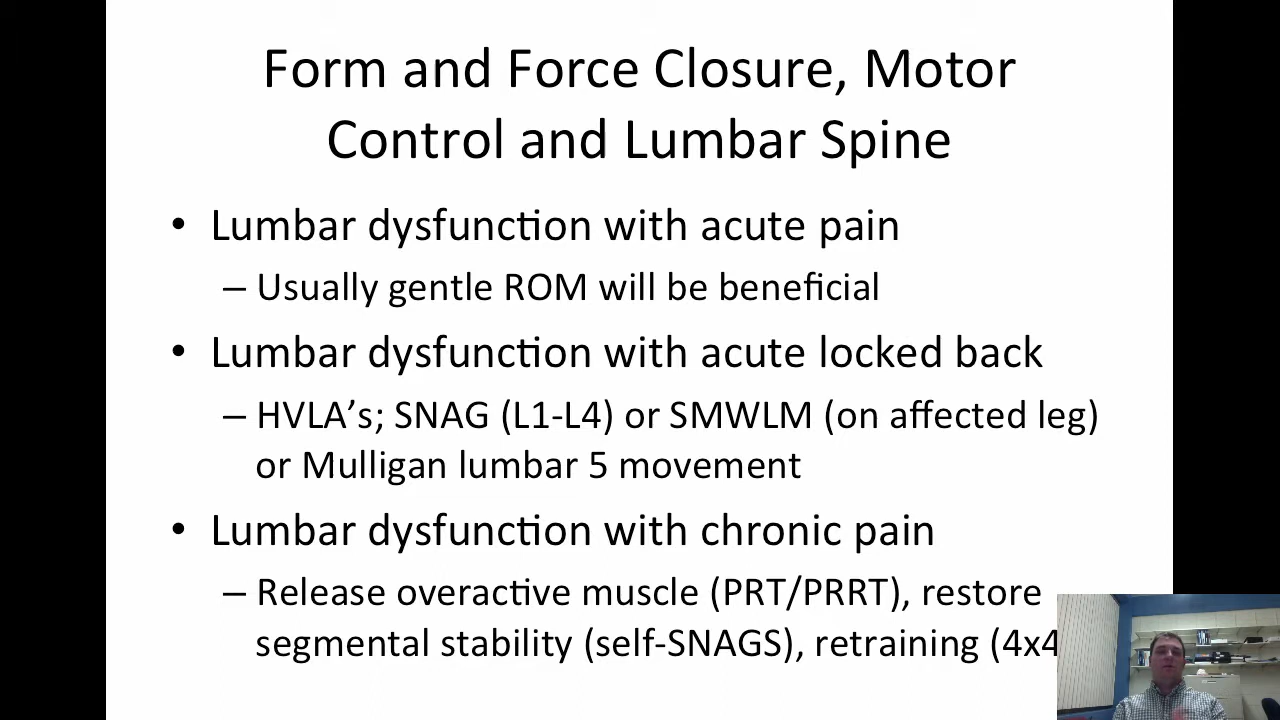 Form and Force Closure, Motor
Control and Lumbar Spine
• Lumbar dysfunction with acute pain
– Usually gentle ROM will be beneficial
• Lumbar dysfunction with acute locked back
– HVLA’s; SNAG (L1-L4) or SMWLM (on affected leg)
or Mulligan lumbar 5 movement
• Lumbar dysfunction with chronic pain
– Release overactive muscle (PRT/PRRT), restore
segmental stability (self-SNAGS), retraining (4x4